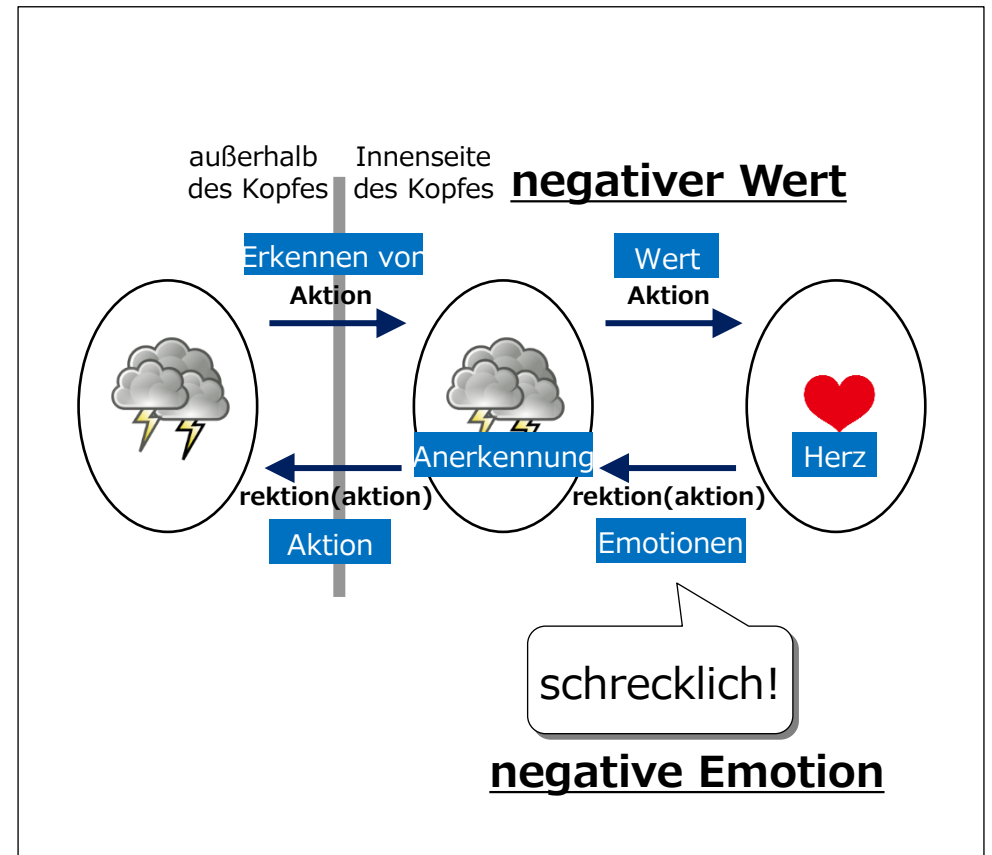 außerhalb
des Kopfes
Innenseite
des Kopfes
negativer Wert
Erkennen von
Aktion
Wert
Aktion
Anerkennung
Herz
rektion(aktion)
Aktion
rektion(aktion)
Emotionen
schrecklich!
negative Emotion